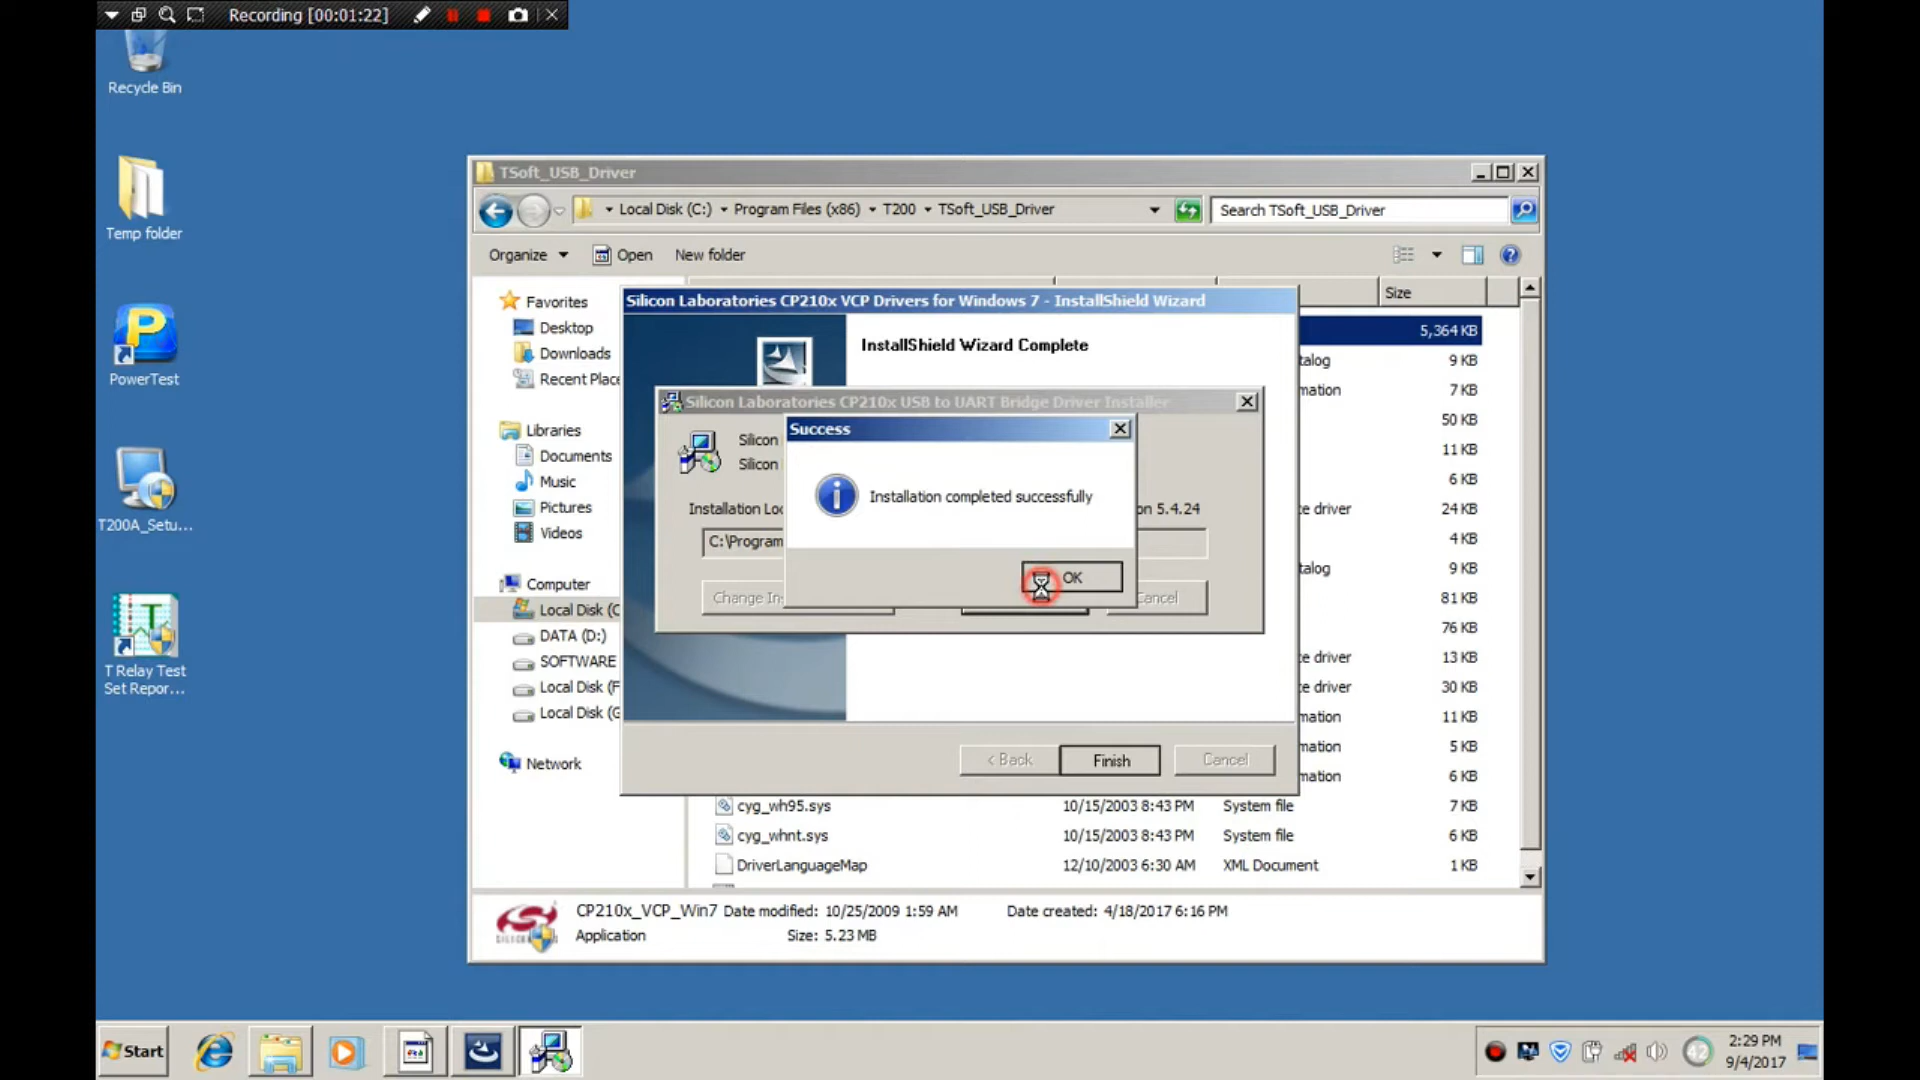 Recording [00:01:22]
Recycle Bin
Temp folder
PowerTest
T200A_Setu...
T Relay Test
Set Repor...
TSoft_USB_Driver
Local Disk (C:) Program Files (x86) T200 TSoft_USB_Driver
Search TSoft_USB_Driver
Organize Open New folder
Favorites
Desktop
Downloads
Recent Place
Libraries
Documents
Music
Pictures
Videos
Computer
Local Disk (C
DATA (D:)
SOFTWARE
Local Disk (F
Local Disk (G
Network
Size
5,364 KB
talog 9 KB
mation 7 KB
50 KB
11 KB
6 KB
te driver 24 KB
4 KB
talog 9 KB
81 KB
76 KB
te driver 13 KB
te driver 30 KB
mation 11 KB
mation 5 KB
mation 6 KB
cyg_wh95.sys 10/15/2003 8:43 PM System file 7 KB
cyg_whnt.sys 10/15/2003 8:43 PM System file 6 KB
DriverLanguageMap 12/10/2003 6:30 AM XML Document 1 KB
Silicon Laboratories CP210x VCP Drivers for Windows 7 - InstallShield Wizard
InstallShield Wizard Complete
Silicon Laboratories CP210x USB to UART Bridge Driver Installer
Silicon
Silicon
Installation Loc
on 5.4.24
C:\Program
Change In
Cancel
Success
Installation completed successfully
OK
< Back Finish Cancel
CP210x_VCP_Win7 Date modified: 10/25/2009 1:59 AM Date created: 4/18/2017 6:16 PM
Application Size: 5.23 MB
Start
42
2:29 PM
9/4/2017